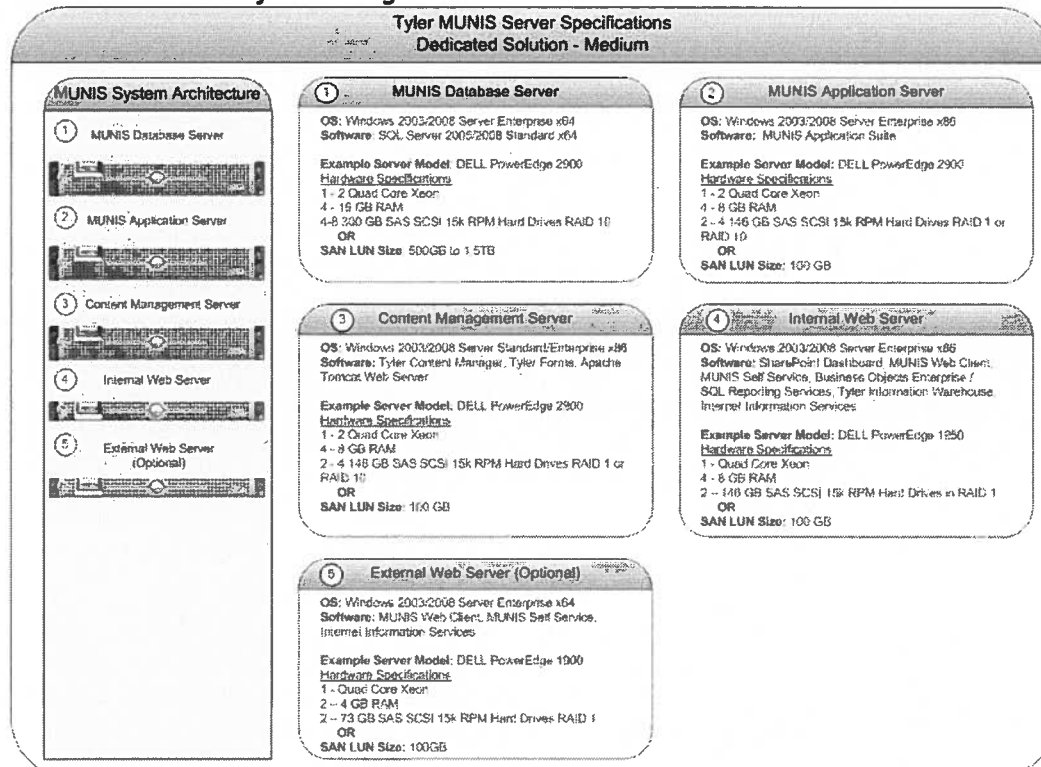 Tyler MUNIS Server Specifications
Dedicated Solution - Medium
MUNIS System Architecture
1 MUNIS Database Server
2 MUNIS Application Server
3 Content Management Server
4 Internal Web Server
5 External Web Server
(Optional)
1 MUNIS Database Server
OS: Windows 2003/2008 Server Enterprise x64
Software: SQL Server 2005/2008 Standard x64
Example Server Model: DELL PowerEdge 2900
Hardware Specifications
1 - 2 Quad Core Xeon
4 - 16 GB RAM
4-8 300 GB SAS SCSI 15k RPM Hard Drives RAID 10
OR
SAN LUN Size: 500GB to 1.5TB
2 MUNIS Application Server
OS: Windows 2003/2008 Server Enterprise x86
Software: MUNIS Application Suite
Example Server Model: DELL PowerEdge 2900
Hardware Specifications
1 - 2 Quad Core Xeon
4 - 8 GB RAM
2 - 4 146 GB SAS SCSI 15k RPM Hard Drives RAID 1 or
RAID 10
OR
SAN LUN Size: 100 GB
3 Content Management Server
OS: Windows 2003/2008 Server Standard/Enterprise x86
Software: Tyler Content Manager, Tyler Forms, Apache
Tomcat Web Server
Example Server Model: DELL PowerEdge 2900
Hardware Specifications
1 - 2 Quad Core Xeon
4 - 8 GB RAM
2 - 4 146 GB SAS SCSI 15k RPM Hard Drives RAID 1 or
RAID 10
OR
SAN LUN Size: 100 GB
4 Internal Web Server
OS: Windows 2003/2008 Server Enterprise x86
Software: SharePoint Dashboard, MUNIS Web Client,
MUNIS Self Service, Business Objects Enterprise /
SQL Reporting Services, Tyler Information Warehouse,
Internet Information Services
Example Server Model: DELL PowerEdge
Hardware Specifications
1 - Quad Core Xeon
4 - 8 GB RAM
2 – 146 GB SAS SCSI 15k RPM Hard Drives in RAID 1
OR
SAN LUN Size: 100 GB
5 External Web Server (Optional)
OS: Windows 2003/2008 Server Enterprise x64
Software: MUNIS Web Client, MUNIS Self Service,
Internet Information Services
Example Server Model: DELL PowerEdge 1900
Hardware Specifications
1 - Quad Core Xeon
2 – 4 GB RAM
2 – 73 GB SAS SCSI 15k RPM Hard Drives RAID 1
OR
SAN LUN Size: 100GB